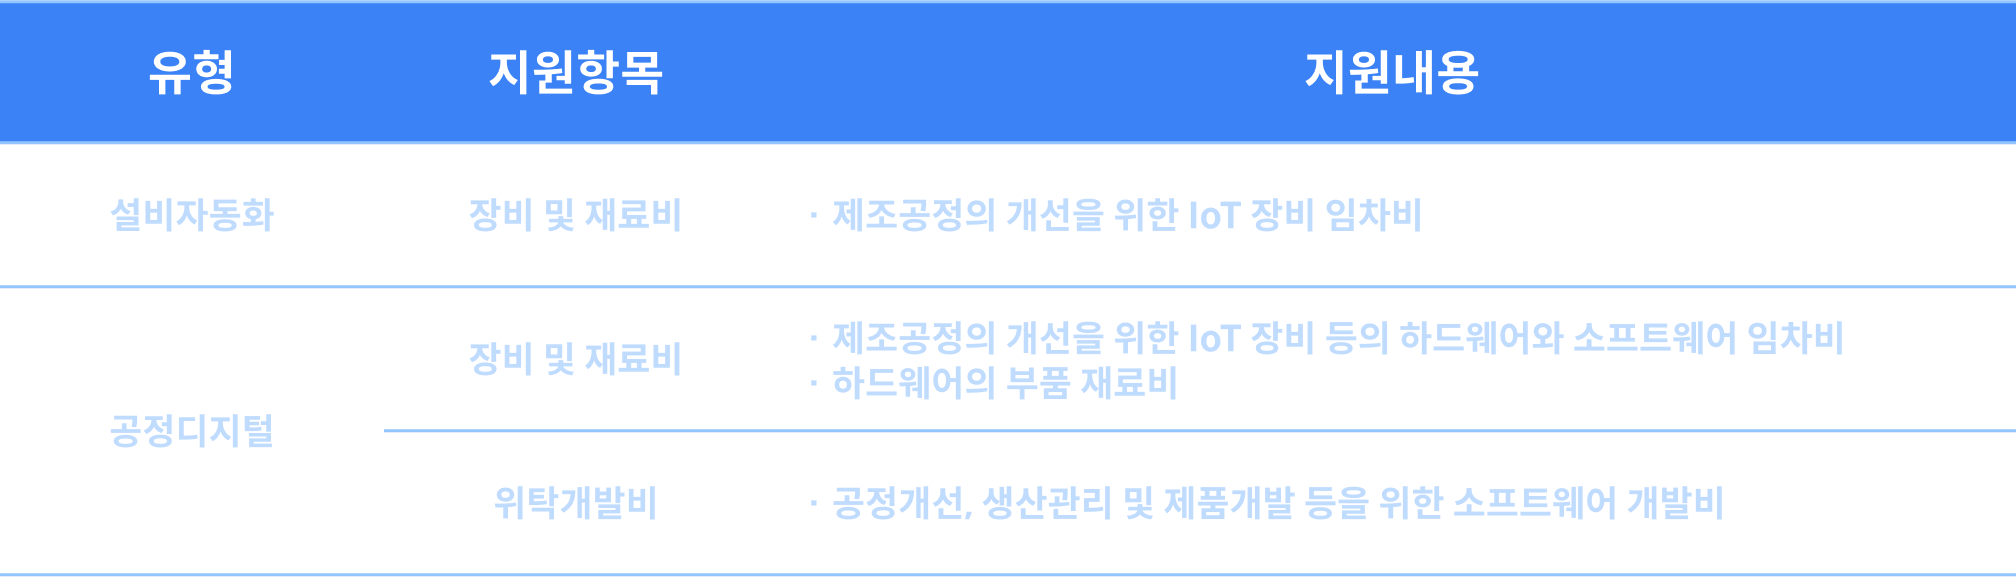 유형 지원항목 지원내용
설비자동화 장비 및 재료비 · 제조공정의 개선을 위한 IoT 장비 임차비
공정디지털 장비 및 재료비 · 제조공정의 개선을 위한 IoT 장비 등의 하드웨어와 소프트웨어 임차비
· 하드웨어의 부품 재료비
위탁개발비 · 공정개선, 생산관리 및 제품개발 등을 위한 소프트웨어 개발비